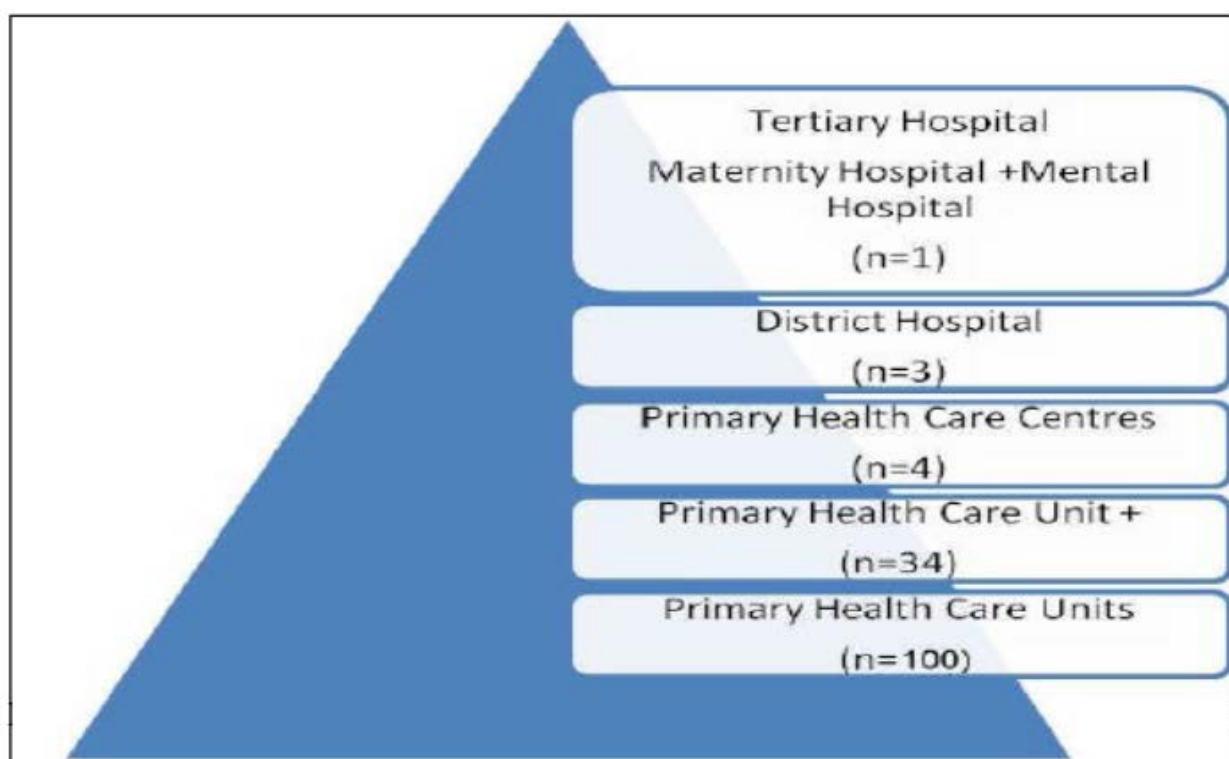 Tertiary Hospital
Maternity Hospital +Mental
Hospital
(n=1)
District Hospital
(n=3)
Primary Health Care Centres
(n=4)
Primary Health Care Unit +
(n=34)
Primary Health Care Units
(n=100)